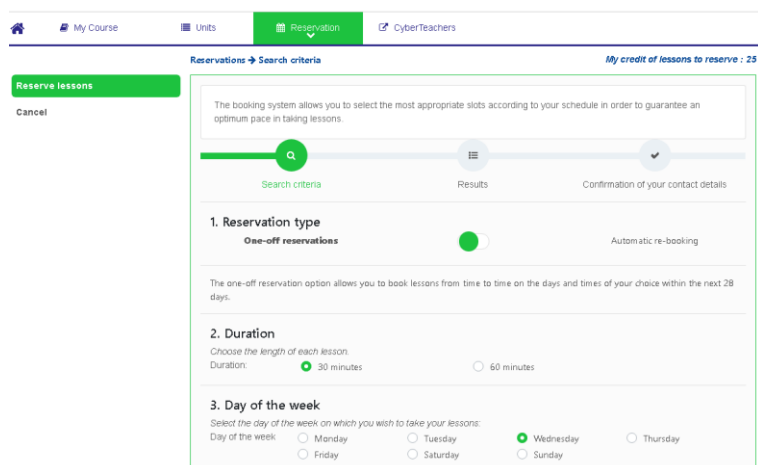 My Course
Units
Reservation
CyberTeachers
Reservations → Search criteria
My credit of lessons to reserve : 25
Reserve lessons
Cancel
The booking system allows you to select the most appropriate slots according to your schedule in order to guarantee an
optimum pace in taking lessons.
Search criteria
Results
Confirmation of your contact details
1. Reservation type
One-off reservations
Automatic re-booking
The one-off reservation option allows you to book lessons from time to time on the days and times of your choice within the next 28
days.
2. Duration
Choose the length of each lesson.
Duration: 30 minutes 60 minutes
3. Day of the week
Select the day of the week on which you wish to take your lessons:
Day of the week Monday Tuesday Wednesday Thursday
Friday Saturday Sunday